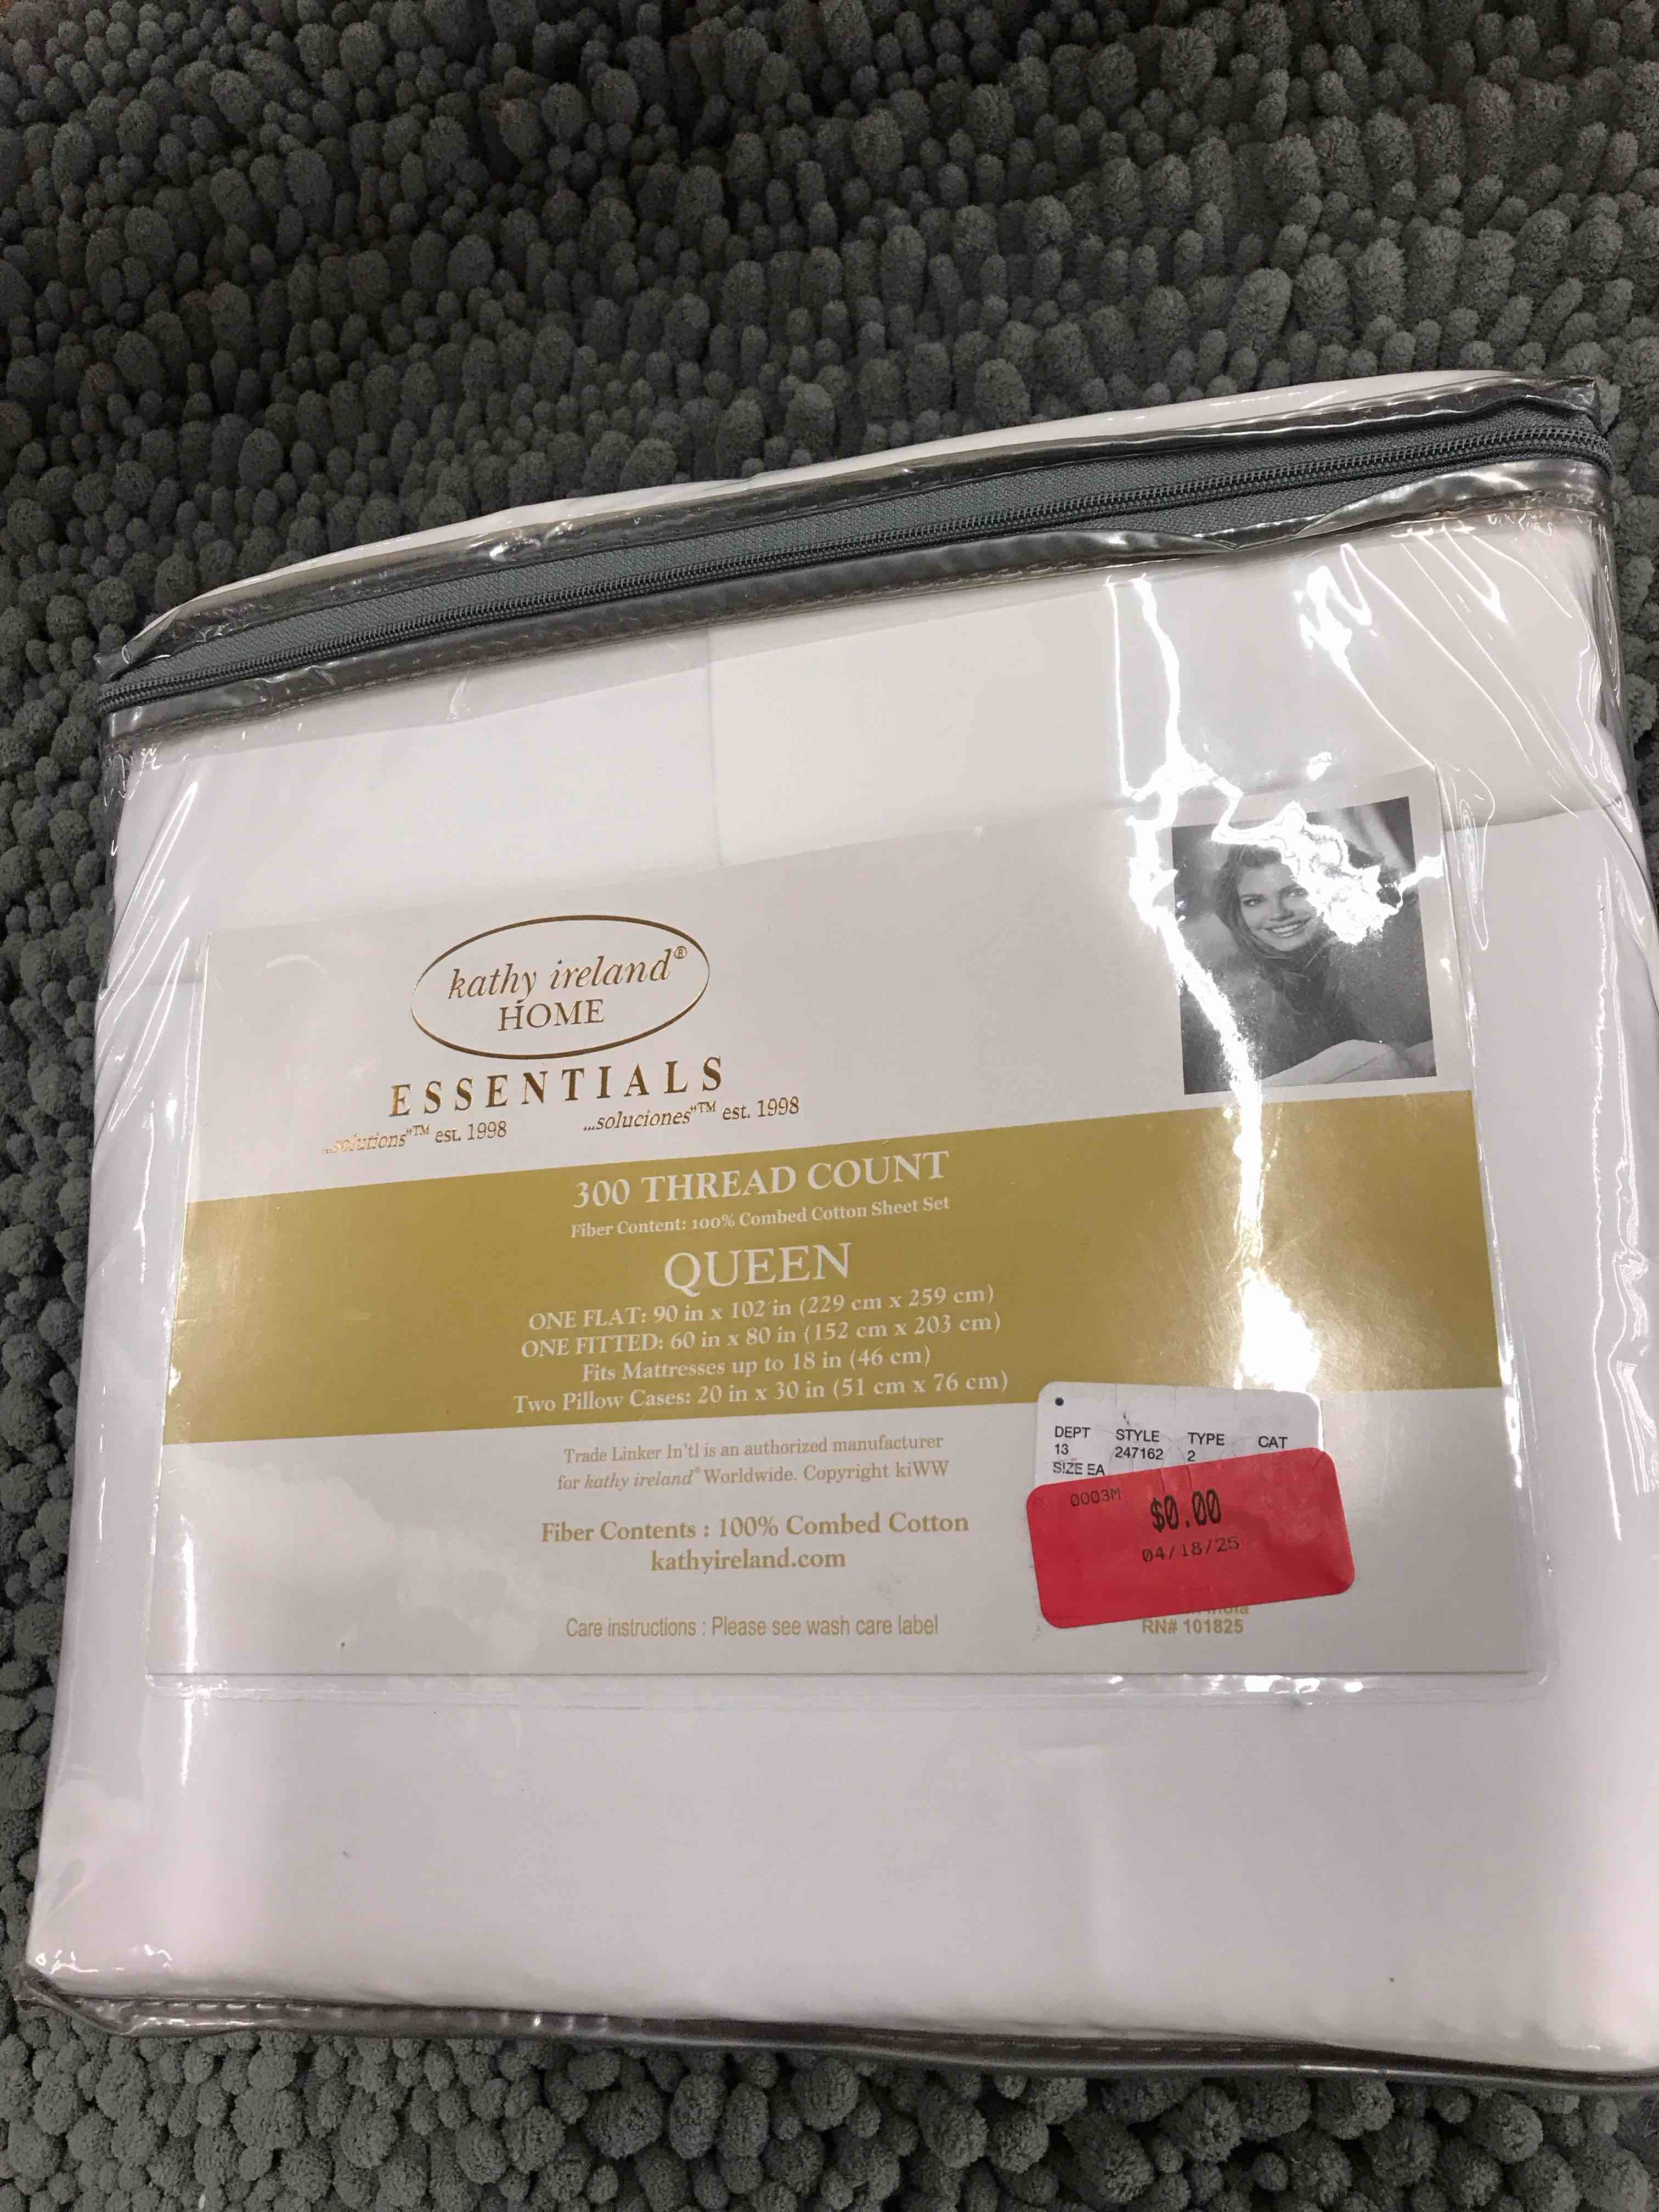 kathy ireland®
HOME
ESSENTIALS
...solutions"™ est. 1998 ...soluciones"™ est. 1998
300 THREAD COUNT
Fiber Content: 100% Combed Cotton Sheet Set
QUEEN
ONE FLAT: 90 in x 102 in (229 cm x 259 cm)
ONE FITTED: 60 in x 80 in (152 cm x 203 cm)
Fits Mattresses up to 18 in (46 cm)
Two Pillow Cases: 20 in x 30 in (51 cm x 76 cm)
Trade Linker In'tl is an authorized manufacturer
for kathy ireland® Worldwide. Copyright kiWW
Fiber Contents : 100% Combed Cotton
kathyireland.com
Care instructions : Please see wash care label
DEPT STYLE TYPE CAT
13 247162 2
SIZE EA
0003M $0.00
04/18/25
India
RN# 101825